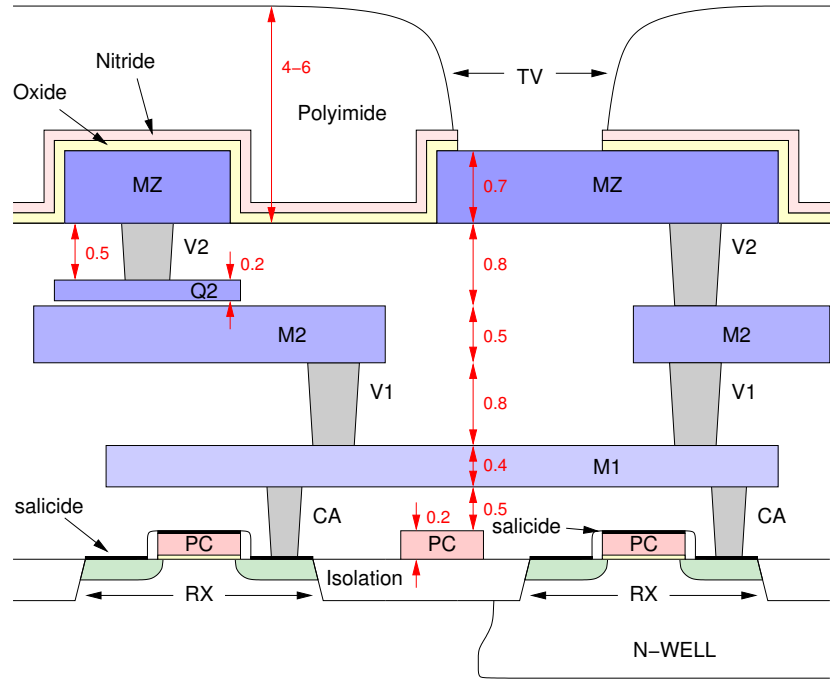 4–6
TV
Nitride
Oxide
Polyimide
MZ
0.7
MZ
0.5
V2
0.2
0.8
V2
Q2
M2
0.5
M2
V1
0.8
V1
0.4
M1
salicide
CA
0.2
0.5
salicide
CA
PC
PC
PC
Isolation
RX
RX
N–WELL